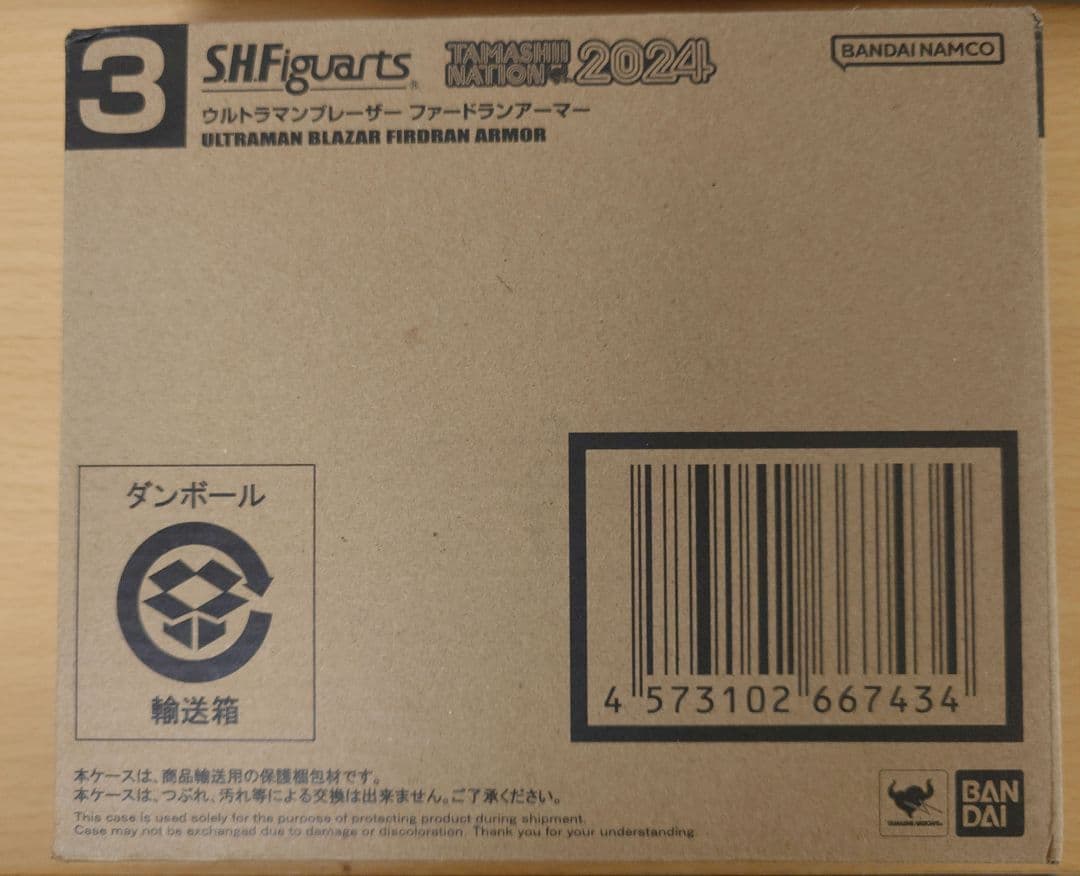 3
S.H.Figuarts®
TAMASHII NATION 2024
BANDAI NAMCO
ウルトラマンブレーザー ファードランアーマー
ULTRAMAN BLAZAR FIRDRAN ARMOR
ダンボール
輸送箱
4 573102 667434
本ケースは、商品輸送用の保護梱包材です。
本ケースは、つぶれ、汚れ等による交換は出来ません。ご了承ください。
This case is used solely for the purpose of protecting product during shipment.
Case may not be exchanged due to damage or discoloration. Thank you for your understanding.
TAMASHII NATIONS
BAN
DAI